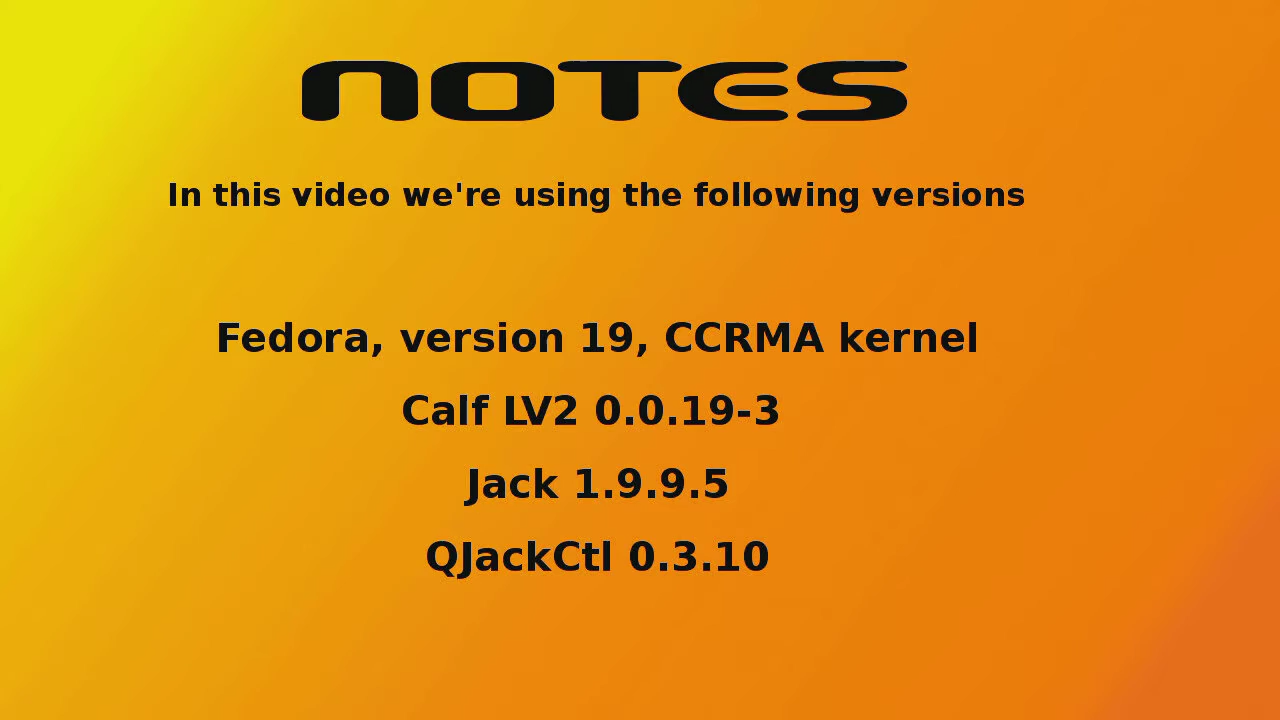 NOTES
In this video we're using the following versions
Fedora, version 19, CCRMA kernel
Calf LV2 0.0.19-3
Jack 1.9.9.5
QJackCtl 0.3.10